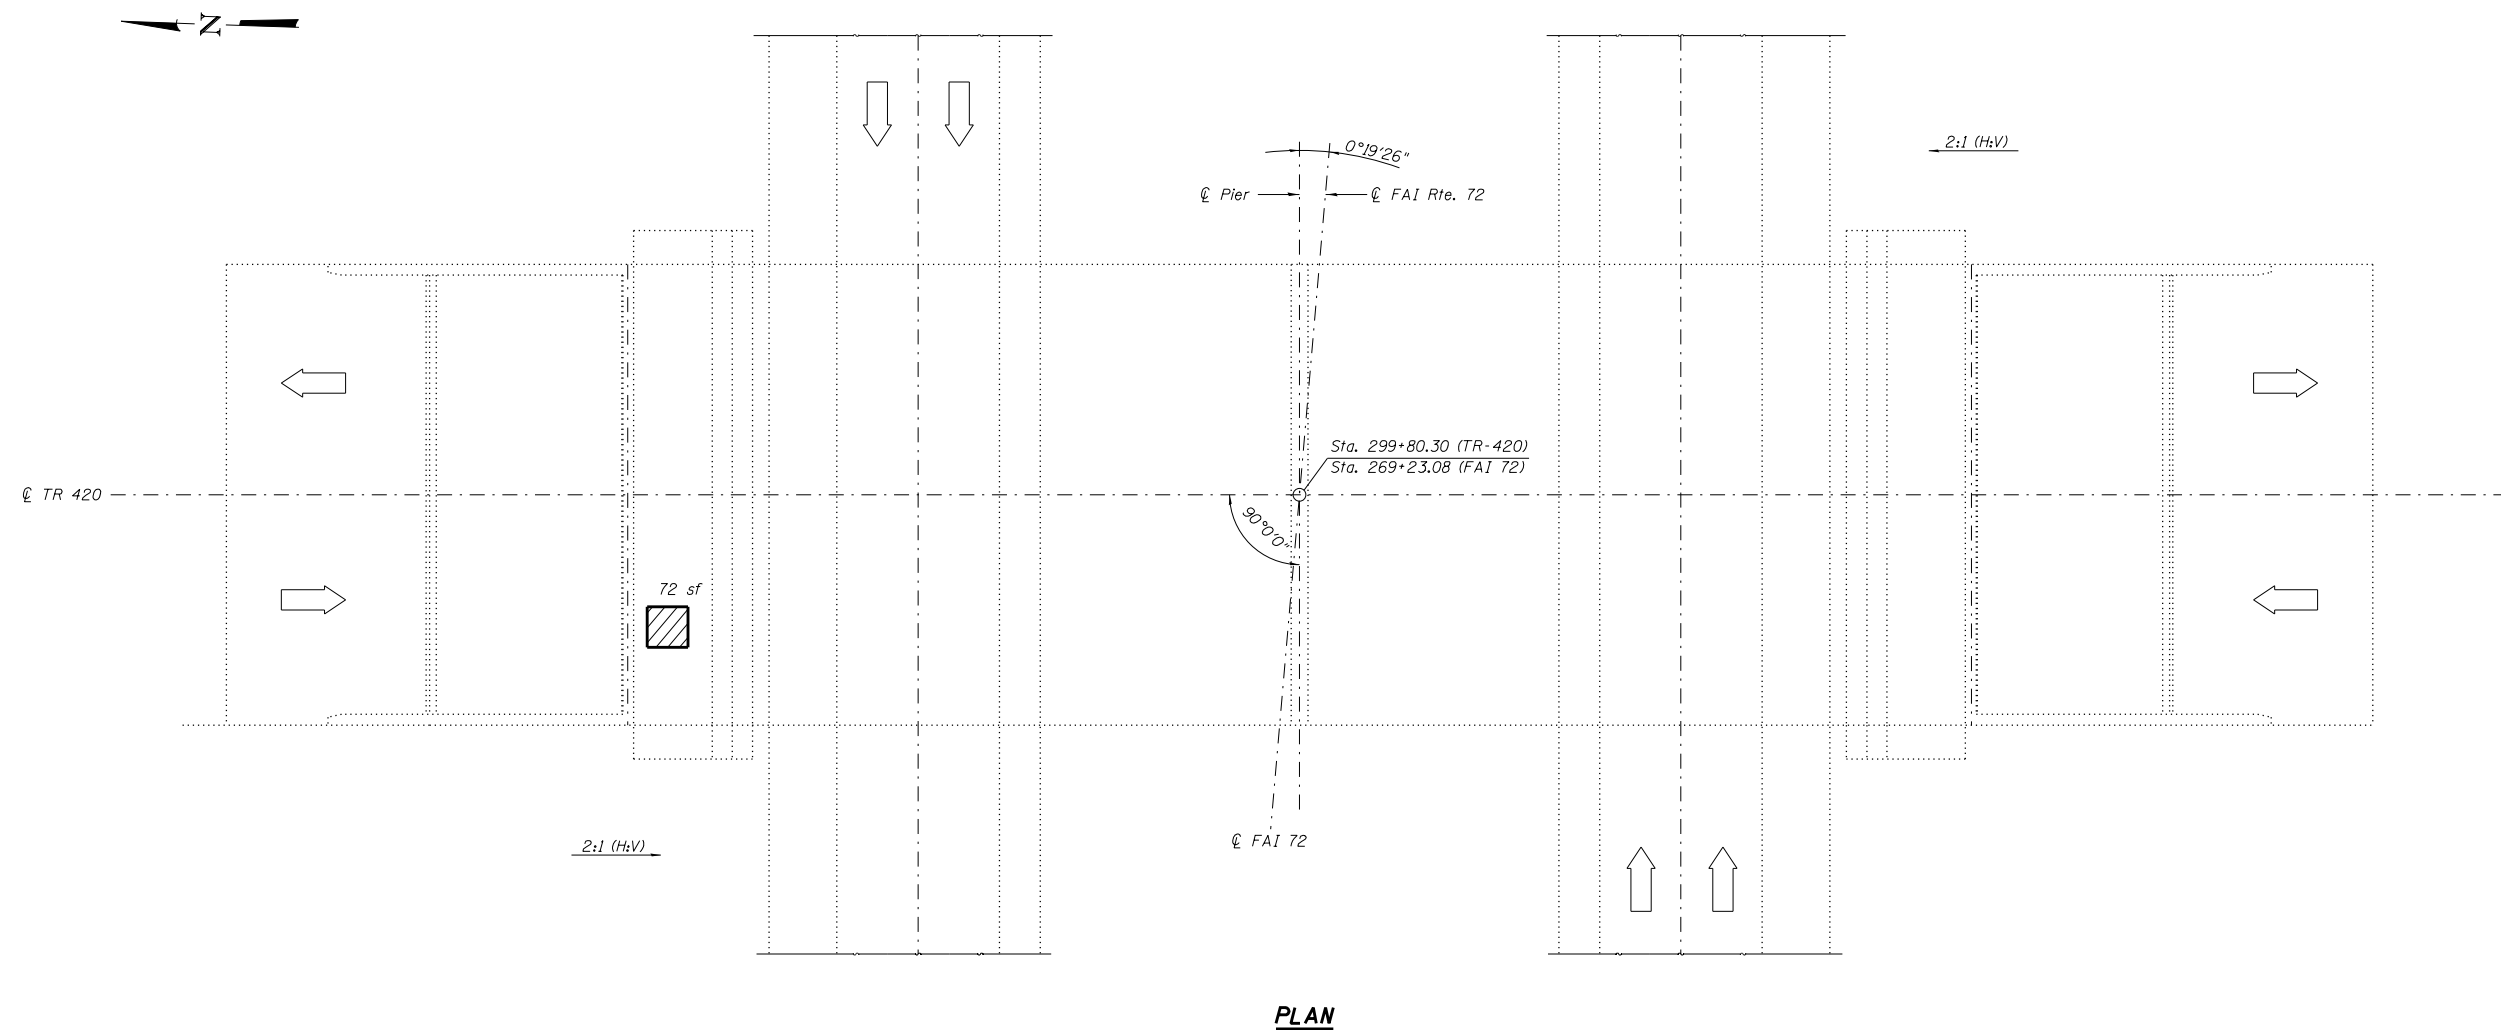 N
2:1 (H:V)
0°19'26"
℄ Pier
℄ FAI Rte. 72
Sta. 299+80.30 (TR-420)
Sta. 269+23.08 (FAI 72)
℄ TR 420
90°0'0"
72 sf
2:1 (H:V)
℄ FAI 72
PLAN